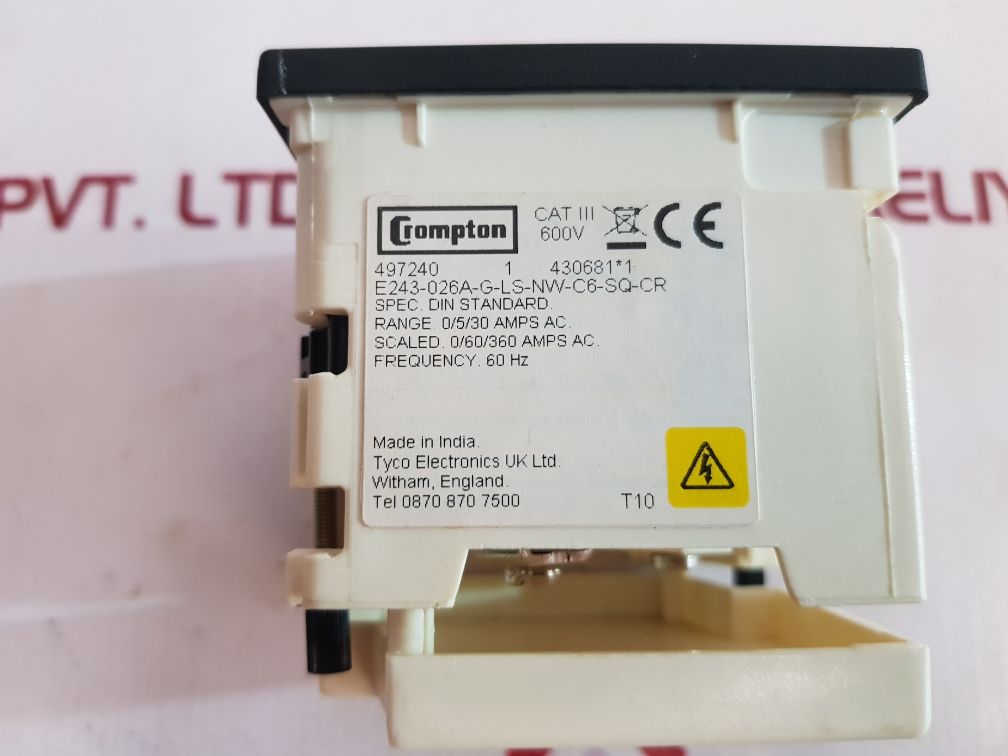 PVT. LTD
Crompton
CAT III
600V
CE
497240 1 430681*1
E243-026A-G-LS-NW-C6-SQ-CR
SPEC. DIN STANDARD.
RANGE. 0/5/30 AMPS AC.
SCALED. 0/60/360 AMPS AC.
FREQUENCY. 60 Hz
Made in India.
Tyco Electronics UK Ltd.
Witham, England.
Tel 0870 870 7500
T10